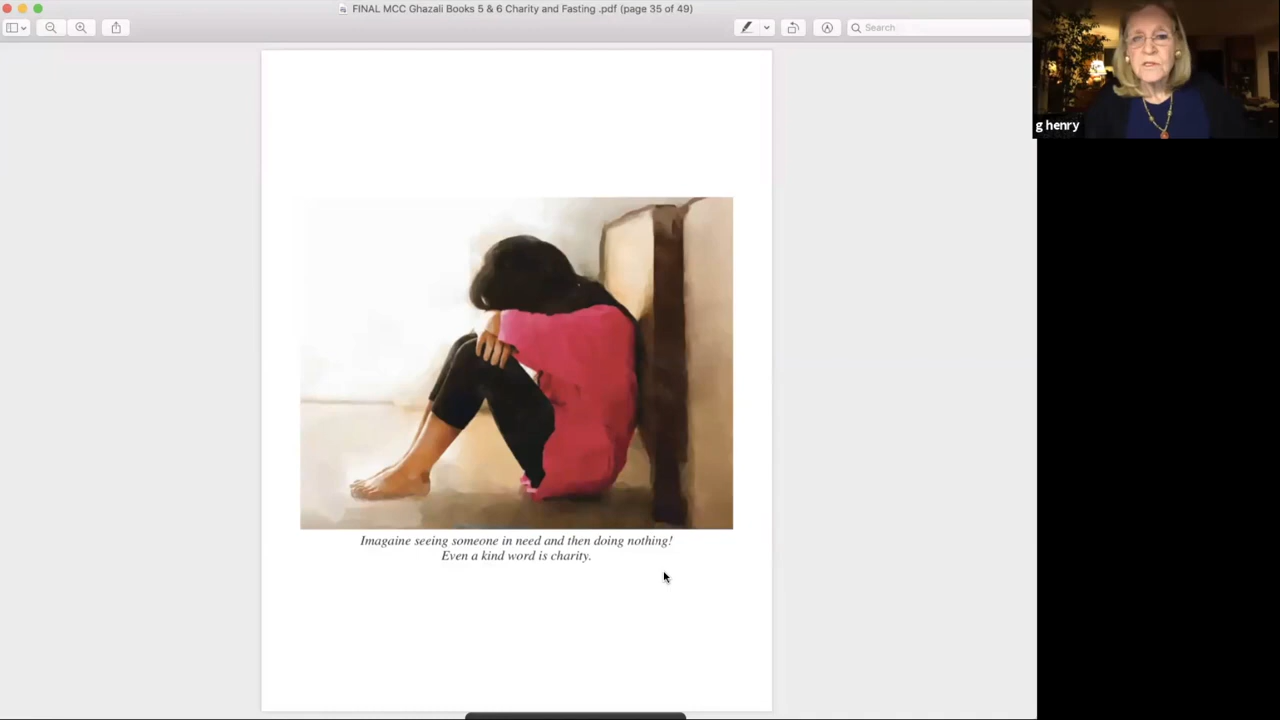 FINAL MCC Ghazali Books 5 & 6 Charity and Fasting .pdf (page 35 of 49)
Search
g henry
Imagaine seeing someone in need and then doing nothing!
Even a kind word is charity.